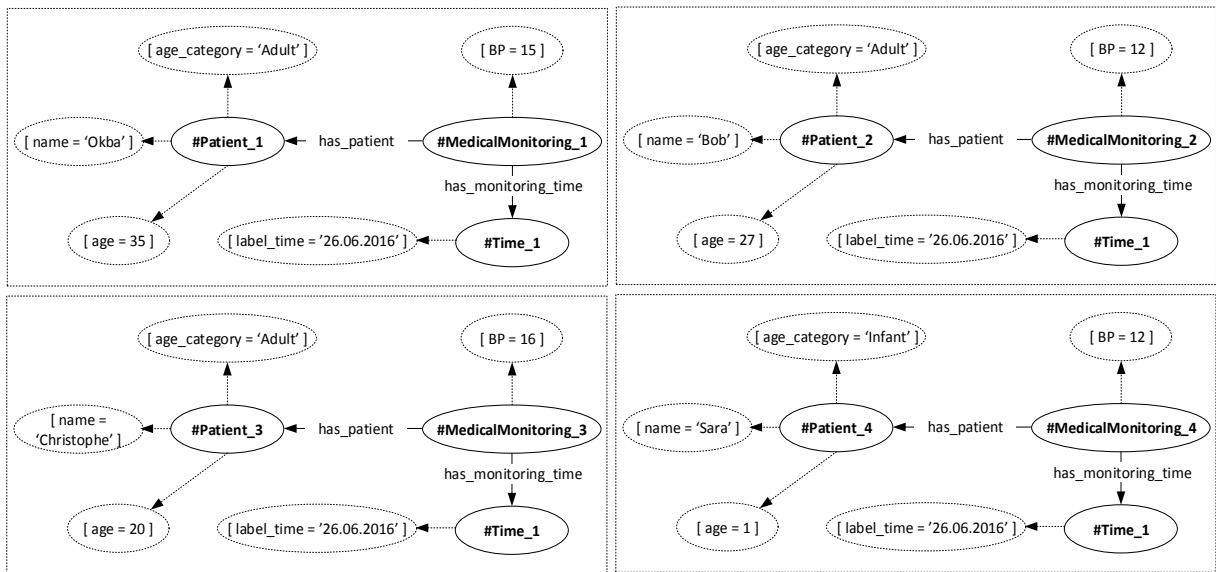 [ age_category = ‘Adult’ ]
[ BP = 15 ]
[ name = ‘Okba’ ]
#Patient_1
has_patient
#MedicalMonitoring_1
has_monitoring_time
[ age = 35 ]
[ label_time = ’26.06.2016’ ]
#Time_1
[ age_category = ‘Adult’ ]
[ BP = 12 ]
[ name = ‘Bob’ ]
#Patient_2
has_patient
#MedicalMonitoring_2
has_monitoring_time
[ age = 27 ]
[ label_time = ’26.06.2016’ ]
#Time_1
[ age_category = ‘Adult’ ]
[ BP = 16 ]
[ name =
‘Christophe’ ]
#Patient_3
has_patient
#MedicalMonitoring_3
has_monitoring_time
[ age = 20 ]
[ label_time = ’26.06.2016’ ]
#Time_1
[ age_category = ‘Infant’ ]
[ BP = 12 ]
[ name = ‘Sara’ ]
#Patient_4
has_patient
#MedicalMonitoring_4
has_monitoring_time
[ age = 1 ]
[ label_time = ’26.06.2016’ ]
#Time_1